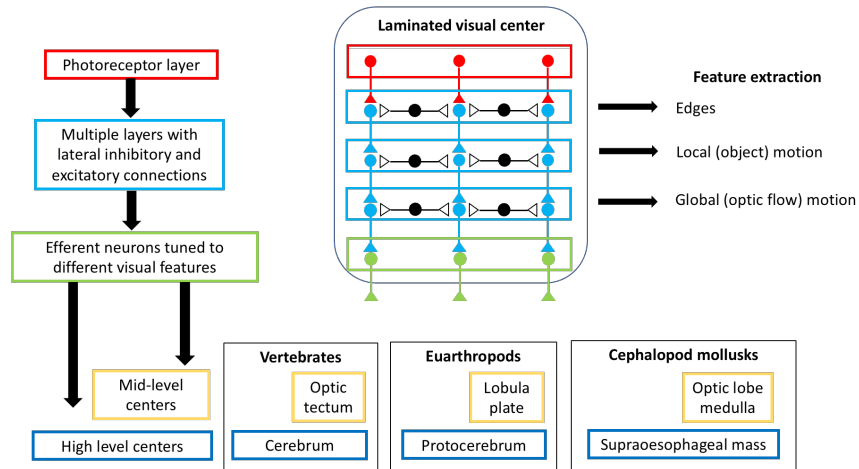 Laminated visual center
Photoreceptor layer
Multiple layers with
lateral inhibitory and
excitatory connections
Efferent neurons tuned to
different visual features
Feature extraction
Edges
Local (object) motion
Global (optic flow) motion
Mid-level
centers
High level centers
Vertebrates
Optic
tectum
Cerebrum
Euarthropods
Lobula
plate
Protocerebrum
Cephalopod mollusks
Optic lobe
medulla
Supraoesophageal mass